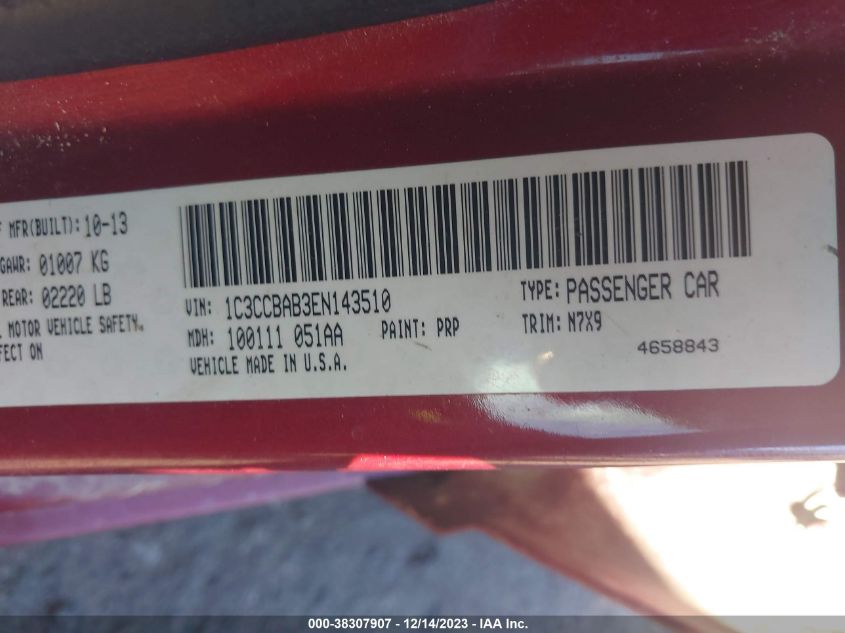 F MFR(BUILT): 10-13
GAWR: 01007 KG
REAR: 02220 LB
L MOTOR VEHICLE SAFETY
FECT ON
VIN: 1C3CCBAB3EN143510
TYPE: PASSENGER CAR
MDH: 100111 051AA
PAINT: PRP
TRIM: N7X9
VEHICLE MADE IN U.S.A.
4658843
000-38307907 - 12/14/2023 - IAA Inc.